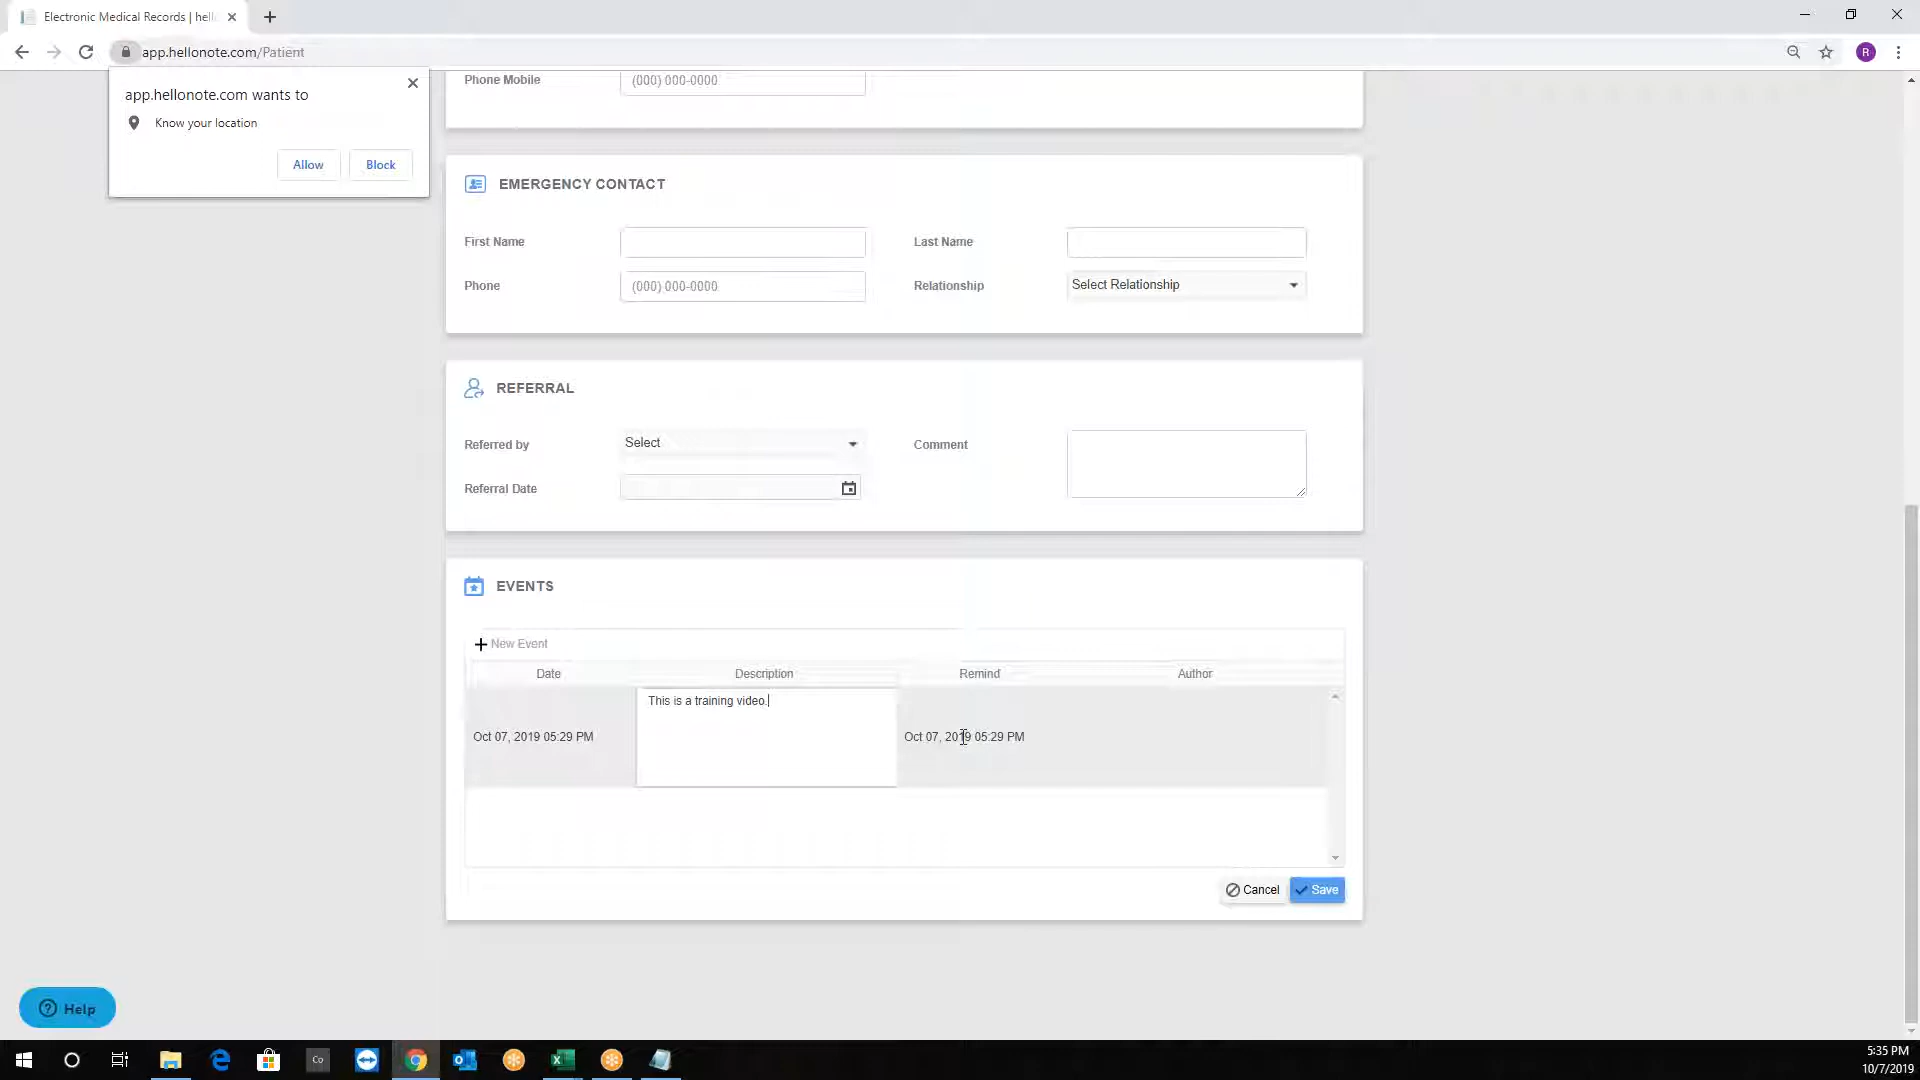 Electronic Medical Records | hell
app.hellonote.com/Patient
R
app.hellonote.com wants to
Know your location
Allow
Block
Phone Mobile
(000) 000-0000
EMERGENCY CONTACT
First Name
Last Name
Phone
(000) 000-0000
Relationship
Select Relationship
REFERRAL
Referred by
Select
Comment
Referral Date
EVENTS
New Event
Date
Description
Remind
Author
This is a training video.
Oct 07, 2019 05:29 PM
Oct 07, 2019 05:29 PM
Cancel
Save
Help
Co
5:35 PM
10/7/2019